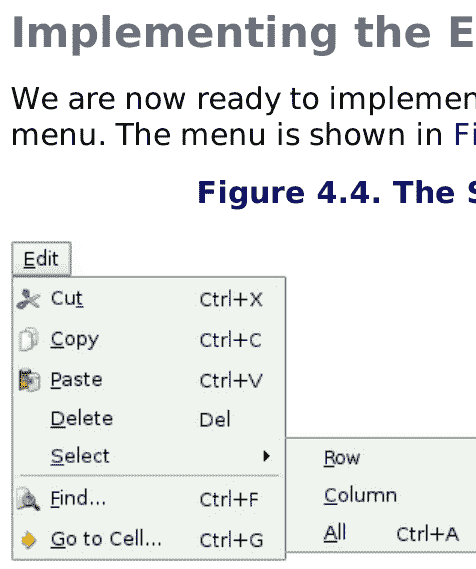 Implementing the E
We are now ready to implemen
menu. The menu is shown in Fi
Figure 4.4. The S
Edit
Cut Ctrl+X
Copy Ctrl+C
Paste Ctrl+V
Delete Del
Select
Row
Column
Find... Ctrl+F
All Ctrl+A
Go to Cell... Ctrl+G